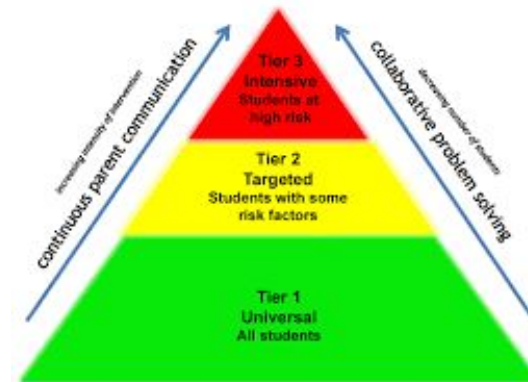 Tier 3
Intensive
Students at
high risk
Tier 2
Targeted
Students with some
risk factors
Tier 1
Universal
All students
increasing intensity of intervention
continuous parent communication
collaborative problem solving
decreasing number of students